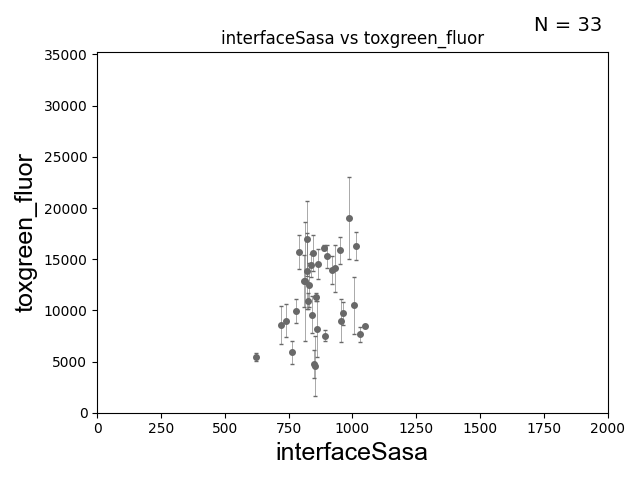 N = 33
interfaceSasa vs toxgreen_fluor
35000
30000
25000
20000
15000
10000
5000
0
toxgreen_fluor
0 250 500 750 1000 1250 1500 1750 2000
interfaceSasa